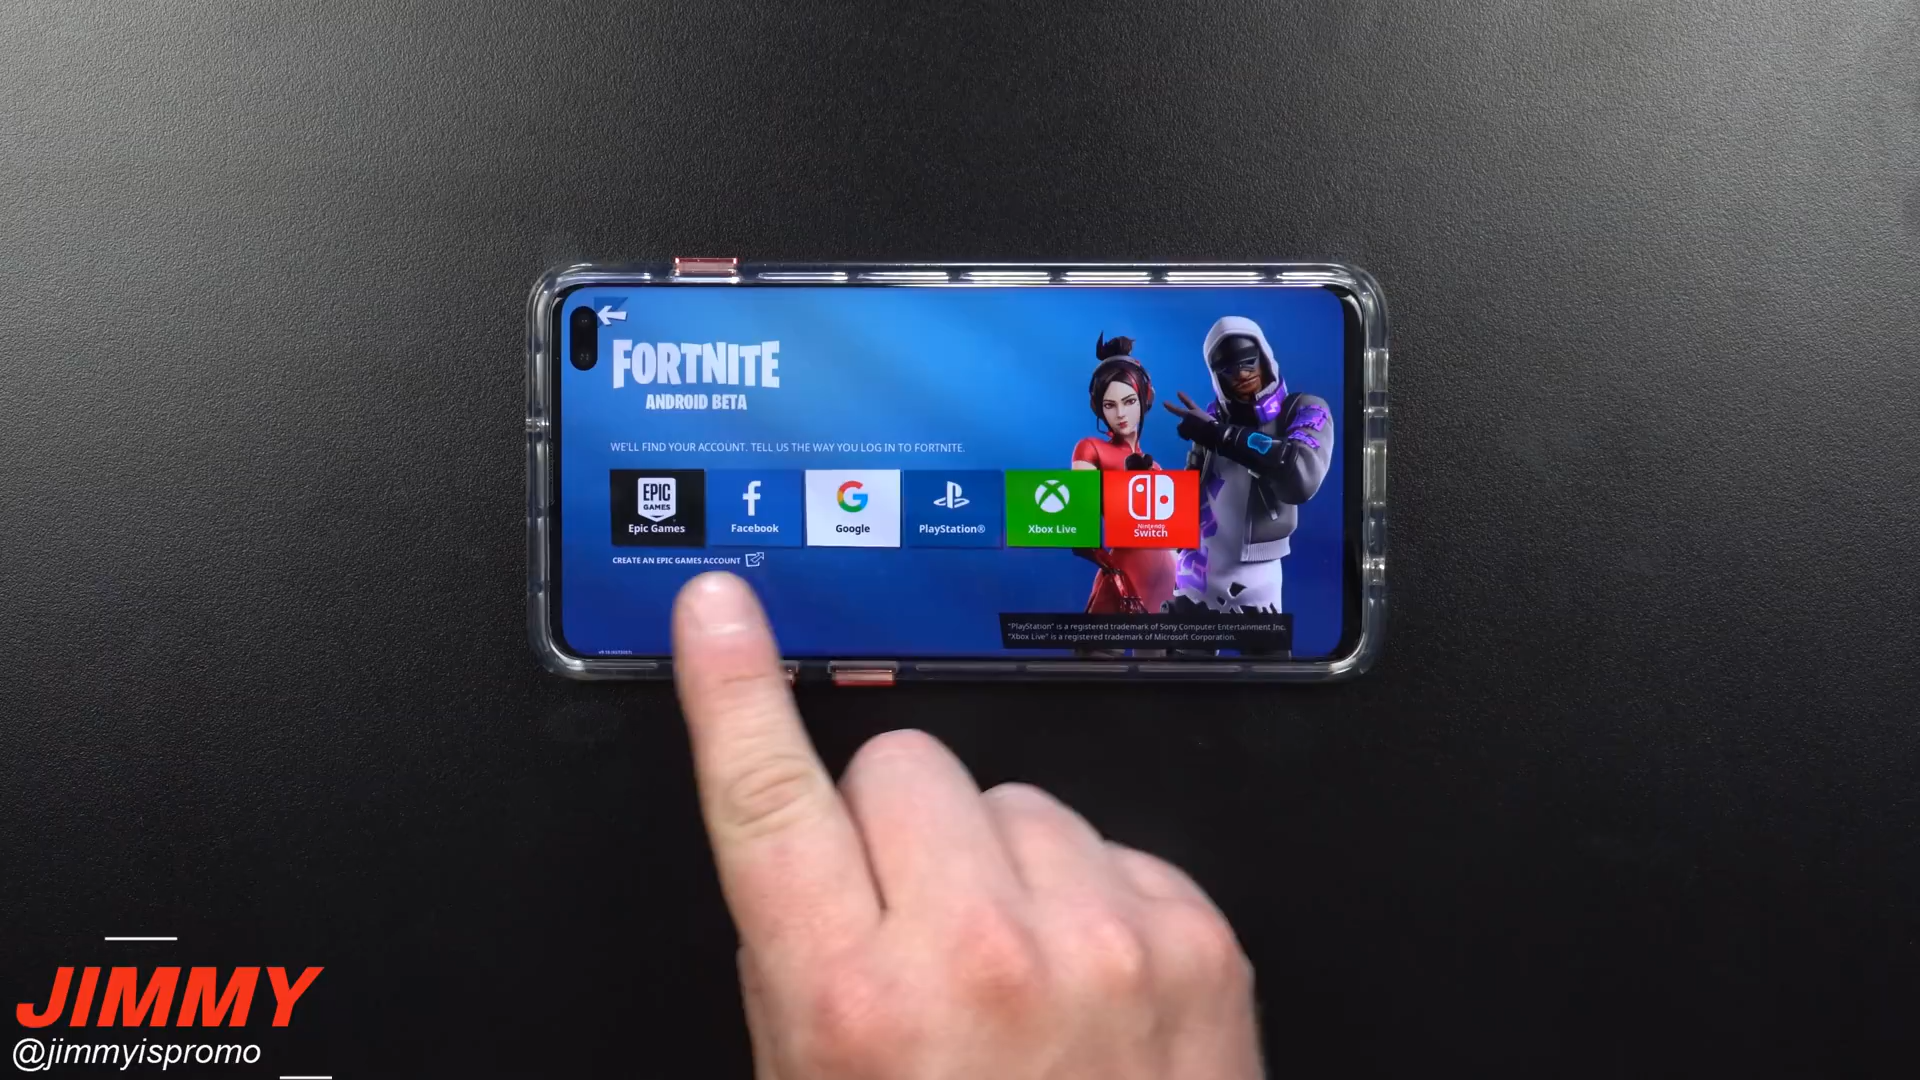 FORTNITE
ANDROID BETA
WE'LL FIND YOUR ACCOUNT. TELL US THE WAY YOU LOG IN TO FORTNITE.
EPIC
GAMES
Epic Games
Facebook
Google
PlayStation®
Xbox Live
Nintendo
Switch
CREATE AN EPIC GAMES ACCOUNT
"PlayStation" is a registered trademark of Sony Computer Entertainment Inc.
"Xbox Live" is a registered trademark of Microsoft Corporation.
JIMMY
@jimmyispromo